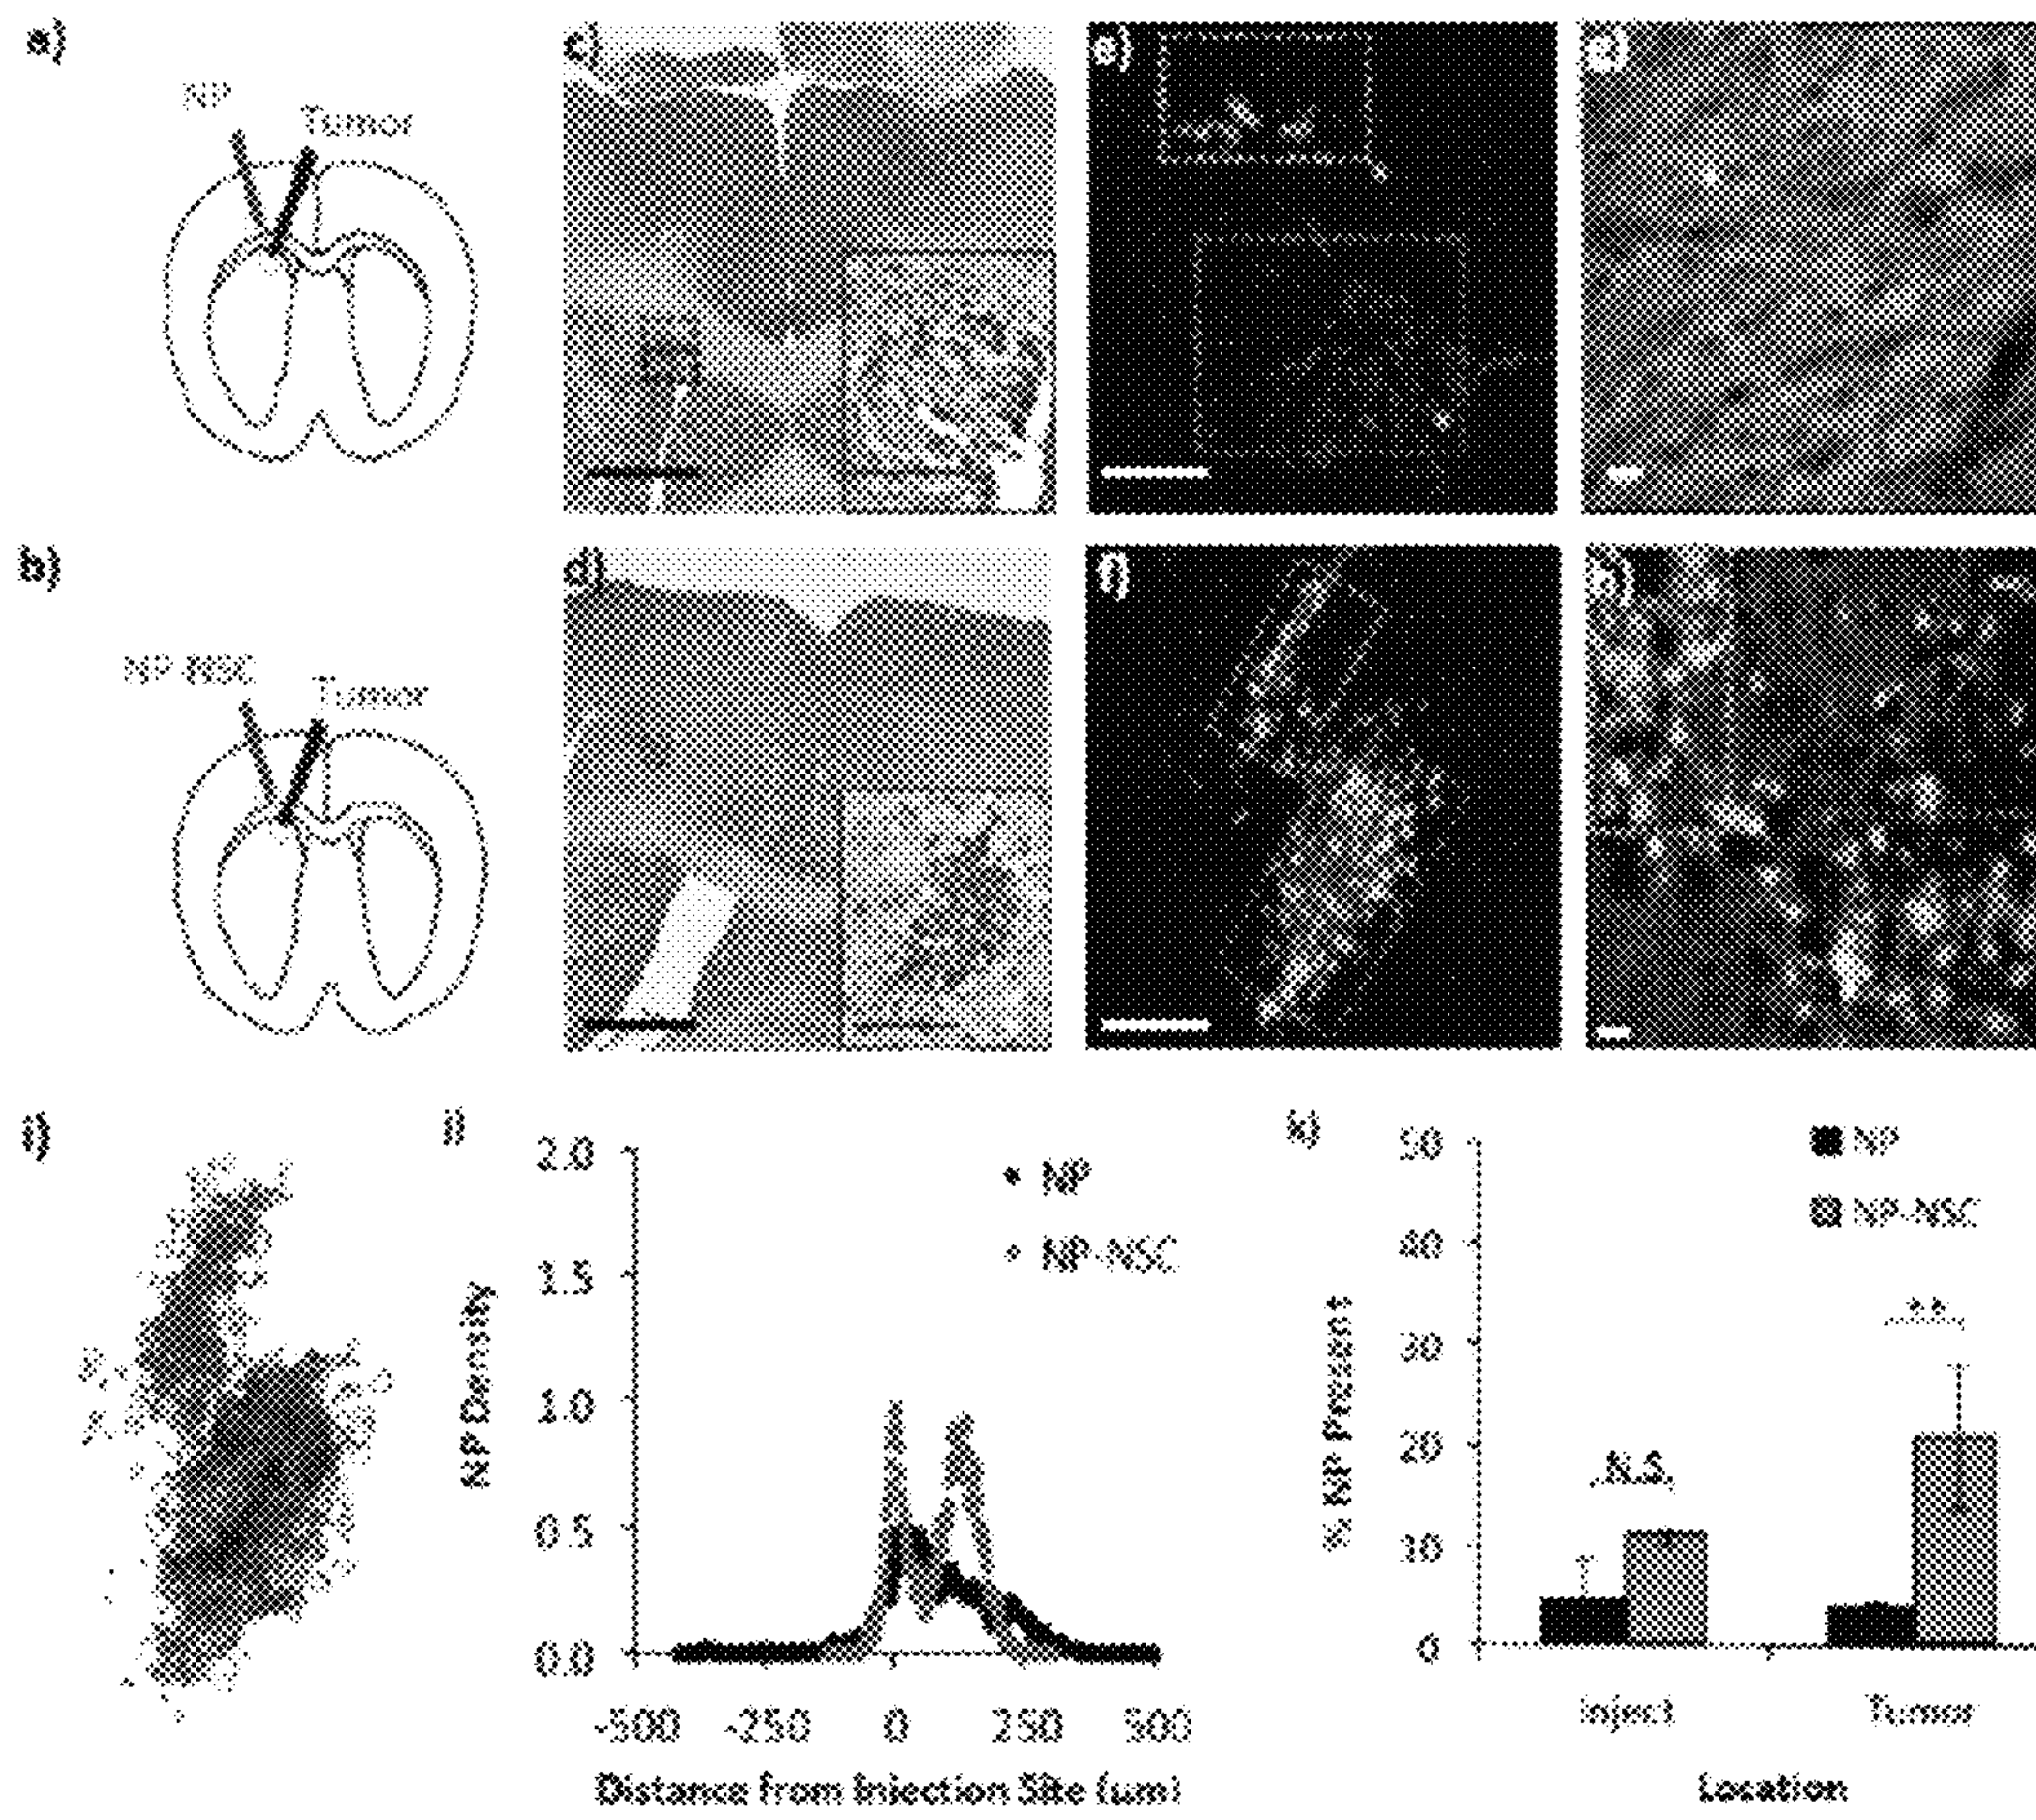 a)
NP
Tumor
c)
e)
g)
b)
NP-NSC
Tumor
d)
f)
h)
i)
j)
2.0
1.5
1.0
0.5
0.0
NP Density
NP
NP-NSC
-500 -250 0 250 500
Distance from Injection Site (um)
k)
50
40
30
20
10
0
% NP Present
NP
NP-NSC
N.S.
**
Inject Tumor
Location